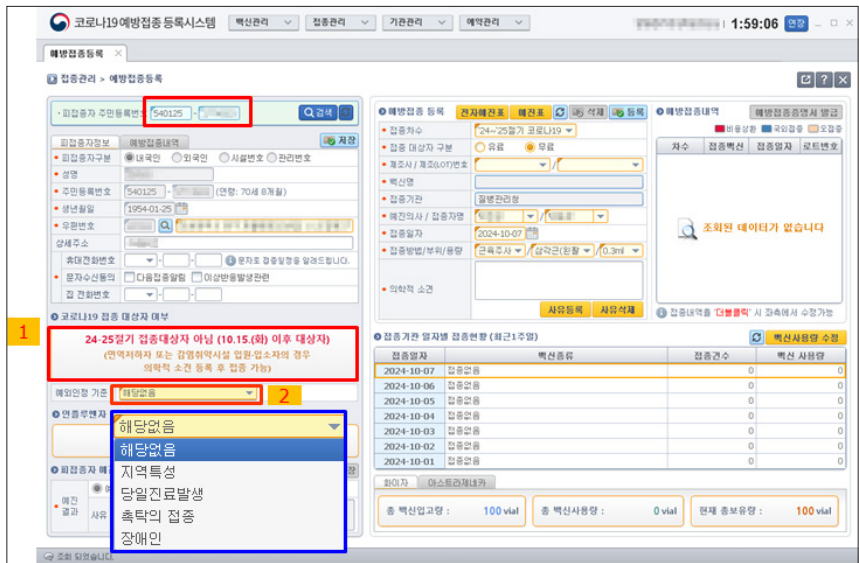 코로나19 예방접종 등록시스템 백신관리 접종관리 기관관리 예약관리 1:59:06 연장
예방접종등록
접종관리 > 예방접종등록
피접종자 주민등록번호 540125 - 검색
피접종자정보 예방접종내역 저장
피접종자구분 내국인 외국인 시설번호 관리번호
성명
주민등록번호 540125 - (연령: 70세 8개월)
생년월일 1954-01-25
우편번호
상세주소
휴대전화번호 - - 문자로 접종일정을 알려드립니다.
문자수신동의 다음접종알림 이상반응발생관련
집 전화번호 - -
코로나19 접종 대상자 여부
1
24-25절기 접종대상자 아님 (10.15.(화) 이후 대상자)
(면역저하자 또는 감염취약시설 입원·입소자의 경우
의학적 소견 등록 후 접종 가능)
예외인정 기준 해당없음
2
인플루엔자
해당없음
해당없음
지역특성
당일진료발생
촉탁의 접종
장애인
피접종자 예
예진
결과 사유
예방접종 등록 전자예진표 예진표 삭제 등록
접종차수 '24~'25절기 코로나19
접종 대상자 구분 유료 무료
제조사 / 제조(LOT)번호 /
백신명
접종기관 질병관리청
예진의사 / 접종자명 /
접종일자 2024-10-07
접종방법/부위/용량 근육주사 / 삼각근(왼팔 / 0.3ml
의학적 소견
사유등록 사유삭제
예방접종내역 예방접종증명서 발급
비용상환 국외접종 오접종
차수 접종백신 접종일자 로트번호
조회된 데이터가 없습니다
접종내역을 '더블클릭' 시 좌측에서 수정가능
접종기관 일자별 접종현황 (최근1주일) 백신사용량 수정
접종일자 백신종류 접종건수 백신 사용량
2024-10-07 접종없음 0 0
2024-10-06 접종없음 0 0
2024-10-05 접종없음 0 0
2024-10-04 접종없음 0 0
2024-10-03 접종없음 0 0
2024-10-02 접종없음 0 0
2024-10-01 접종없음 0 0
화이자 아스트라제네카
총 백신입고량 : 100 vial 총 백신사용량 : 0 vial 현재 총보유량 : 100 vial
조회 되었습니다.